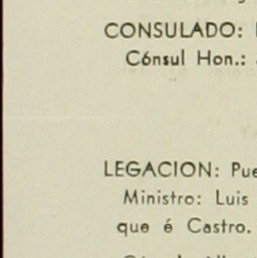 CONSULADO:
Cónsul Hon.:
LEGACION: Pue
Ministro: Luis
que é Castro.